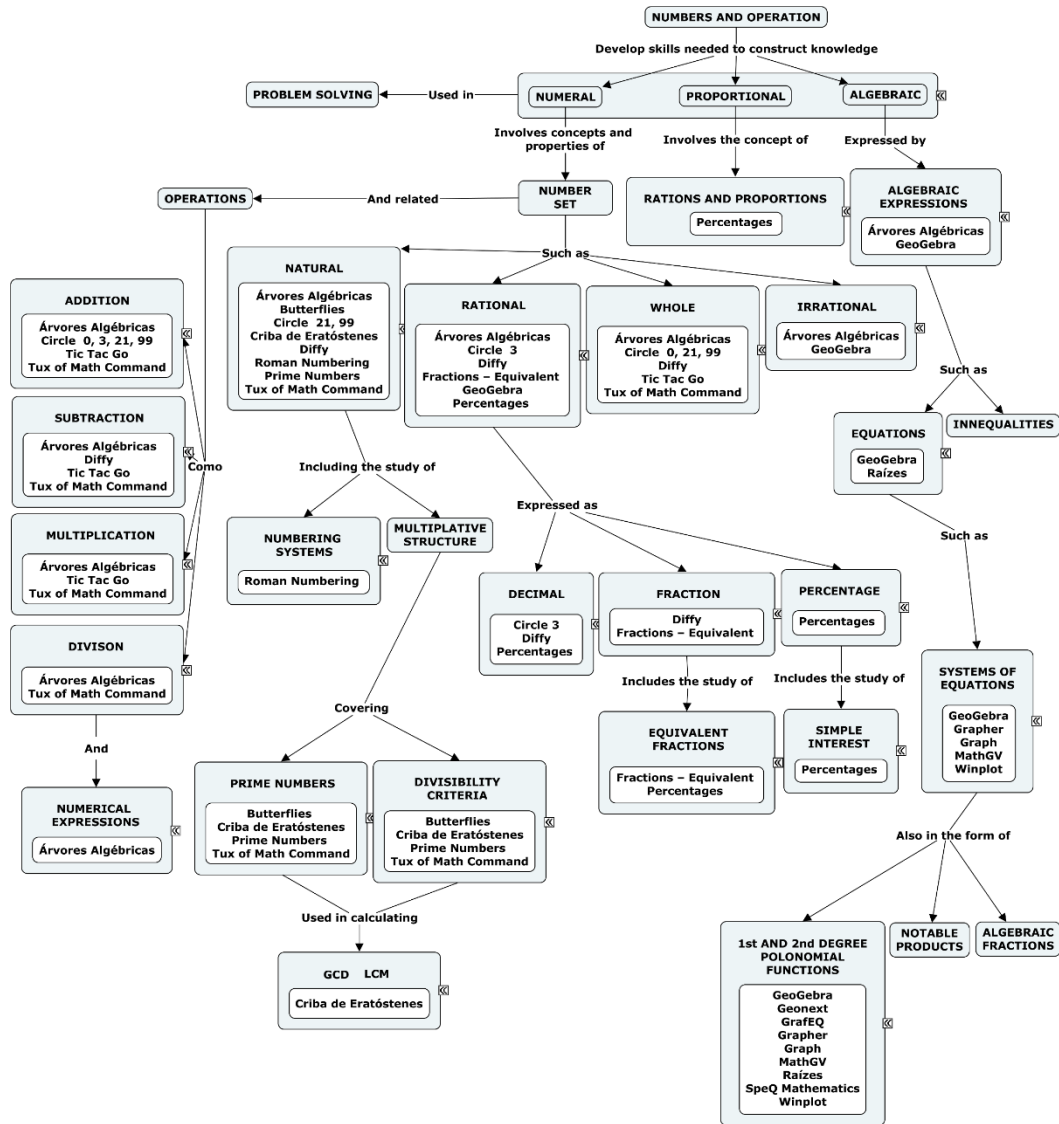 NUMBERS AND OPERATION
Develop skills needed to construct knowledge
PROBLEM SOLVING
Used in
NUMERAL
PROPORTIONAL
ALGEBRAIC
Involves concepts and
properties of
Involves the concept of
Expressed by
OPERATIONS
And related
NUMBER
SET
RATIONS AND PROPORTIONS
Percentages
ALGEBRAIC
EXPRESSIONS
Árvores Algébricas
GeoGebra
Such as
NATURAL
Árvores Algébricas
Butterflies
Circle 21, 99
Criba de Eratóstenes
Diffy
Roman Numbering
Prime Numbers
Tux of Math Command
RATIONAL
Árvores Algébricas
Circle 3
Diffy
Fractions – Equivalent
GeoGebra
Percentages
WHOLE
Árvores Algébricas
Circle 0, 21, 99
Diffy
Tic Tac Go
Tux of Math Command
IRRATIONAL
Árvores Algébricas
GeoGebra
ADDITION
Árvores Algébricas
Circle 0, 3, 21, 99
Tic Tac Go
Tux of Math Command
SUBTRACTION
Árvores Algébricas
Diffy
Tic Tac Go
Tux of Math Command
Como
MULTIPLICATION
Árvores Algébricas
Tic Tac Go
Tux of Math Command
DIVISON
Árvores Algébricas
Tux of Math Command
And
NUMERICAL
EXPRESSIONS
Árvores Algébricas
Including the study of
NUMBERING
SYSTEMS
Roman Numbering
MULTIPLATIVE
STRUCTURE
Covering
PRIME NUMBERS
Butterflies
Criba de Eratóstenes
Prime Numbers
Tux of Math Command
DIVISIBILITY
CRITERIA
Butterflies
Criba de Eratóstenes
Prime Numbers
Tux of Math Command
Used in calculating
GCD LCM
Criba de Eratóstenes
Expressed as
DECIMAL
Circle 3
Diffy
Percentages
FRACTION
Diffy
Fractions – Equivalent
PERCENTAGE
Percentages
Includes the study of
Includes the study of
EQUIVALENT
FRACTIONS
Fractions – Equivalent
Percentages
SIMPLE
INTEREST
Percentages
Such as
EQUATIONS
GeoGebra
Raízes
INNEQUALITIES
Such as
SYSTEMS OF
EQUATIONS
GeoGebra
Grapher
Graph
MathGV
Winplot
Also in the form of
1st AND 2nd DEGREE
POLONOMIAL
FUNCTIONS
GeoGebra
Geonext
GrafEQ
Grapher
Graph
MathGV
Raízes
SpeQ Mathematics
Winplot
NOTABLE
PRODUCTS
ALGEBRAIC
FRACTIONS